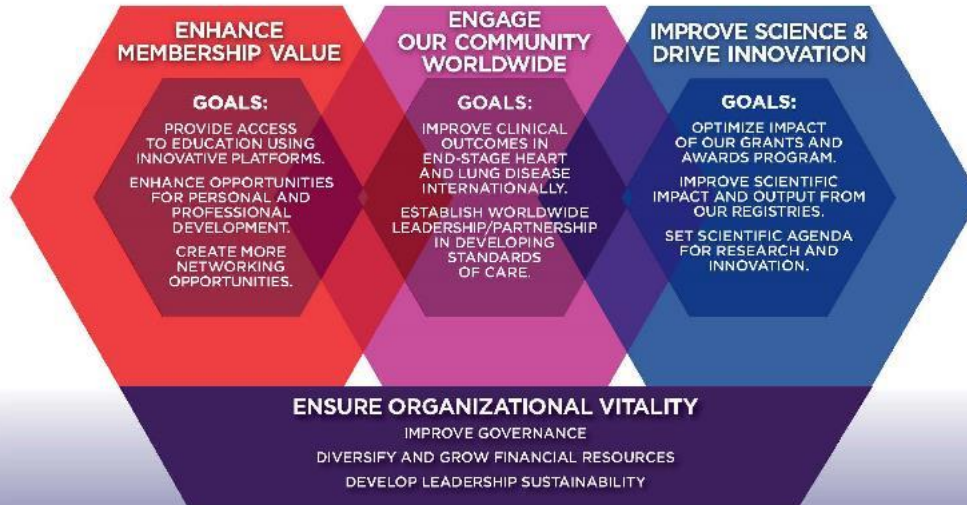 ENHANCE
MEMBERSHIP VALUE
GOALS:
PROVIDE ACCESS
TO EDUCATION USING
INNOVATIVE PLATFORMS.
ENHANCE OPPORTUNITIES
FOR PERSONAL AND
PROFESSIONAL
DEVELOPMENT.
CREATE MORE
NETWORKING
OPPORTUNITIES.
ENGAGE
OUR COMMUNITY
WORLDWIDE
GOALS:
IMPROVE CLINICAL
OUTCOMES IN
END-STAGE HEART
AND LUNG DISEASE
INTERNATIONALLY.
ESTABLISH WORLDWIDE
LEADERSHIP/PARTNERSHIP
IN DEVELOPING
STANDARDS
OF CARE.
IMPROVE SCIENCE &
DRIVE INNOVATION
GOALS:
OPTIMIZE IMPACT
OF OUR GRANTS AND
AWARDS PROGRAM.
IMPROVE SCIENTIFIC
IMPACT AND OUTPUT FROM
OUR REGISTRIES.
SET SCIENTIFIC AGENDA
FOR RESEARCH AND
INNOVATION.
ENSURE ORGANIZATIONAL VITALITY
IMPROVE GOVERNANCE
DIVERSIFY AND GROW FINANCIAL RESOURCES
DEVELOP LEADERSHIP SUSTAINABILITY